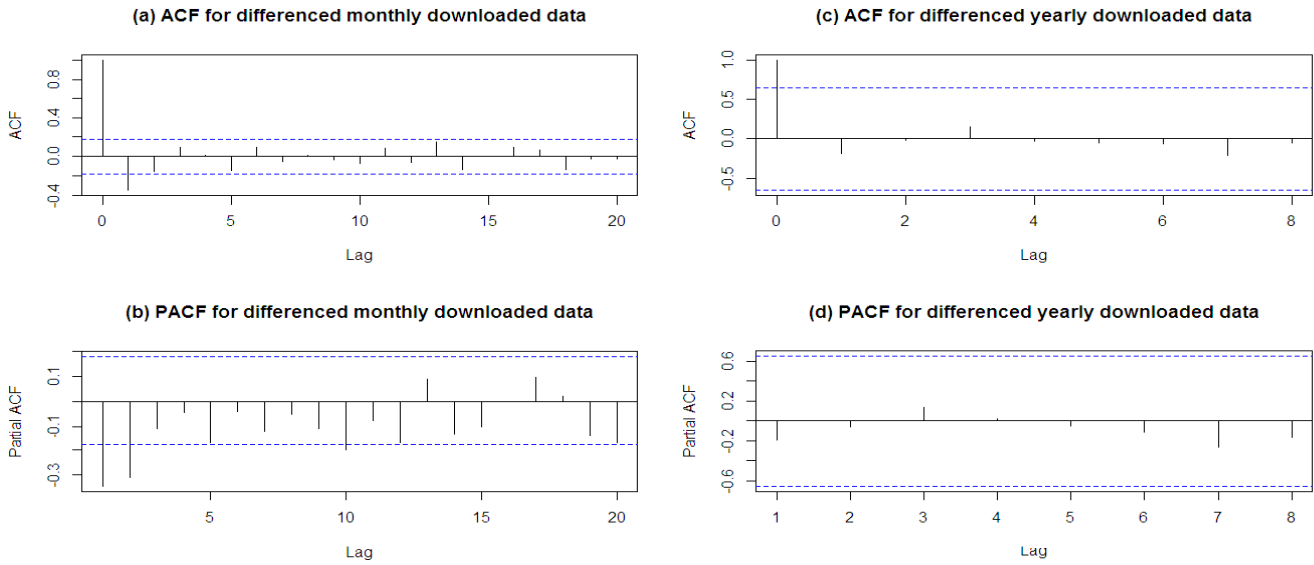 (a) ACF for differenced monthly downloaded data
ACF
-0.4 0.0 0.4 0.8
0 5 10 15 20
Lag
(b) PACF for differenced monthly downloaded data
Partial ACF
-0.3 -0.1 0.1
5 10 15 20
Lag
(c) ACF for differenced yearly downloaded data
ACF
-0.5 0.0 0.5 1.0
0 2 4 6 8
Lag
(d) PACF for differenced yearly downloaded data
Partial ACF
-0.6 -0.2 0.2 0.6
1 2 3 4 5 6 7 8
Lag